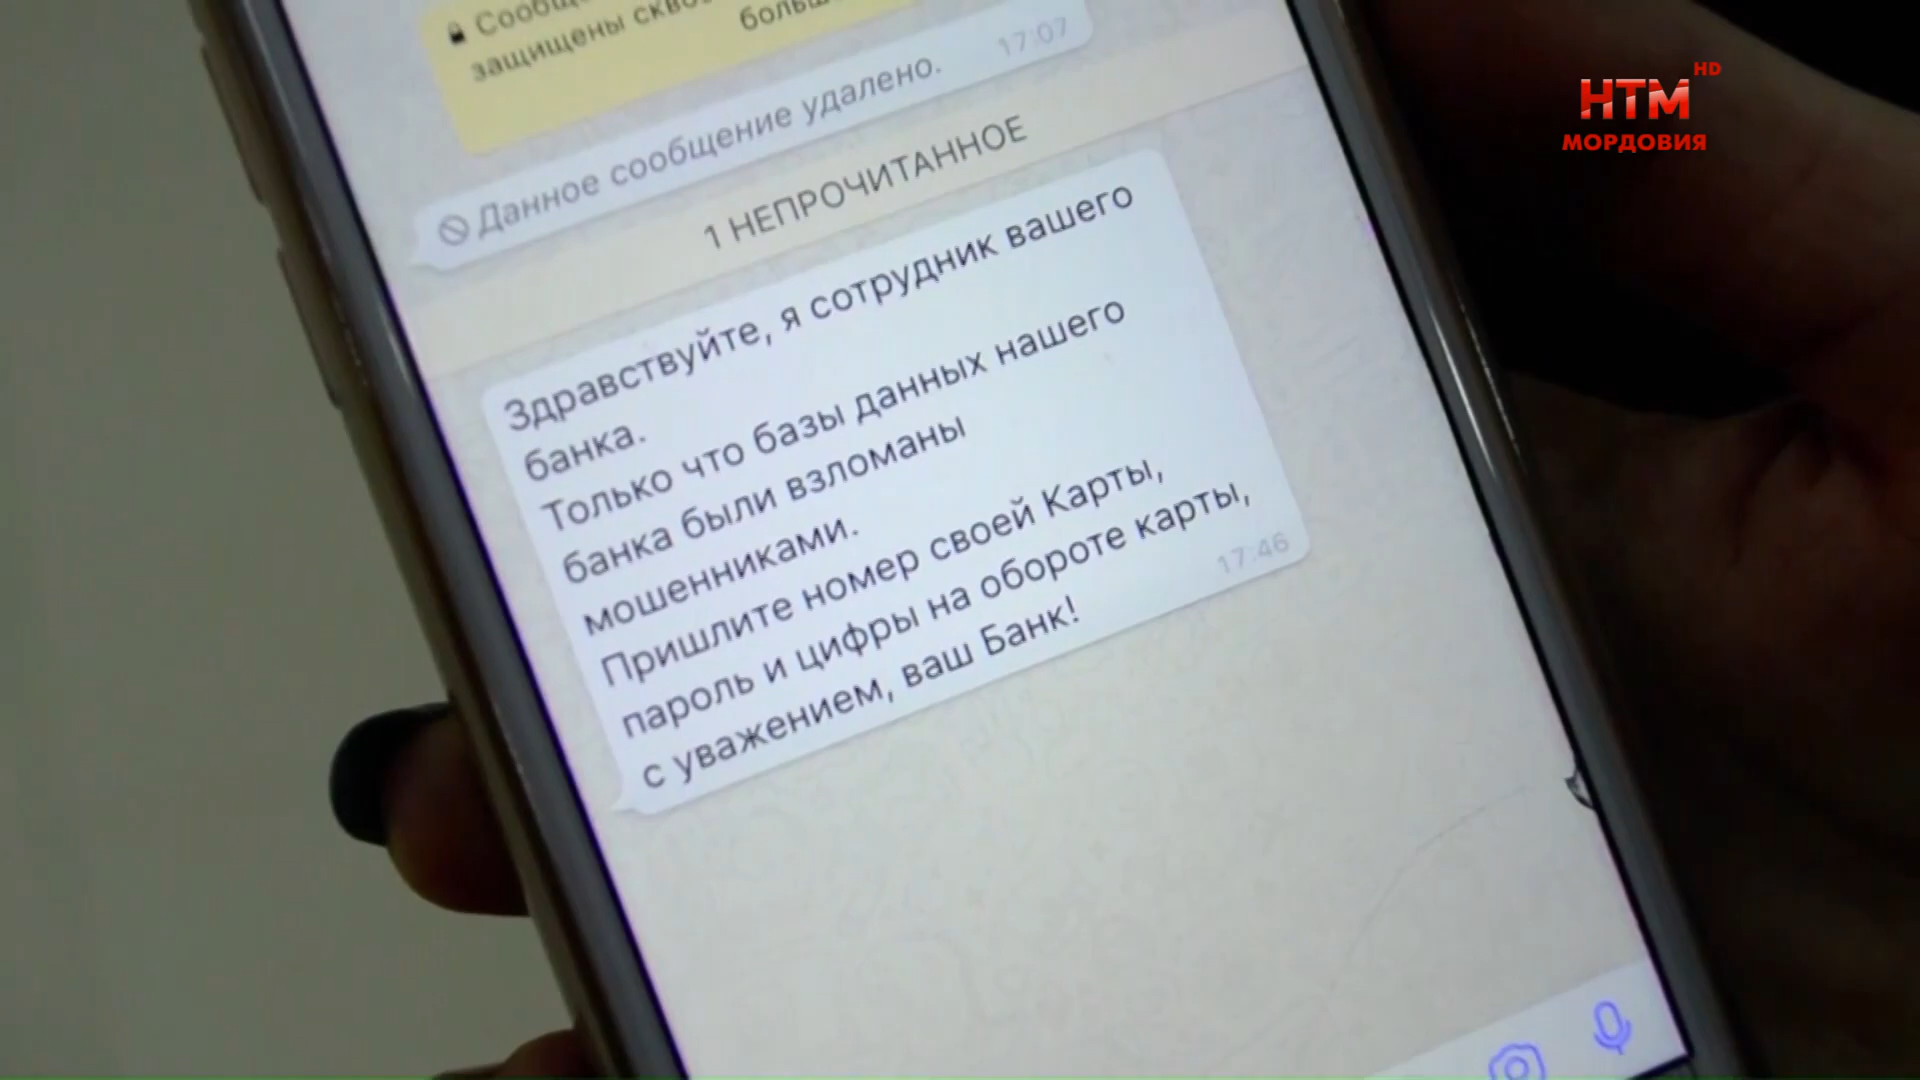 защищены
17:07
Данное сообщение удалено.
1 НЕПРОЧИТАННОЕ
Здравствуйте, я сотрудник вашего
банка.
Только что базы данных нашего
банка были взломаны
мошенниками.
Пришлите номер своей Карты,
пароль и цифры на обороте карты,
с уважением, ваш Банк!
17:46
НТМ HD
МОРДОВИЯ